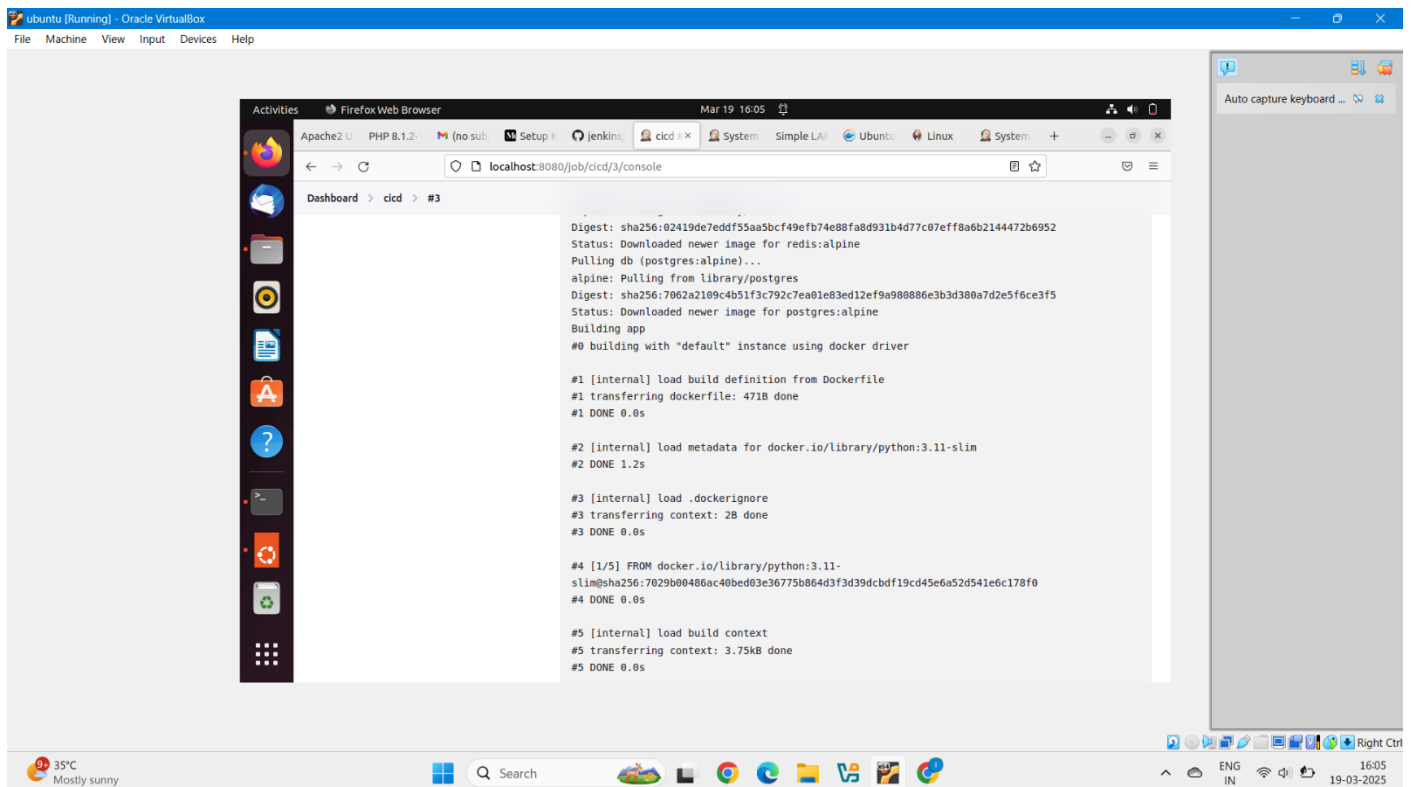 ubuntu [Running] - Oracle VirtualBox
File Machine View Input Devices Help
Auto capture keyboard ...
Activities Firefox Web Browser Mar 19 16:05
Apache2 U PHP 8.1.2- (no sub Setup jenkins cicd #× System Simple LA Ubuntu Linux System +
localhost:8080/job/cicd/3/console
Dashboard > cicd > #3
Digest: sha256:02419de7eddf55aa5bcf49efb74e88fa8d931b4d77c07eff8a6b2144472b6952
Status: Downloaded newer image for redis:alpine
Pulling db (postgres:alpine)...
alpine: Pulling from library/postgres
Digest: sha256:7062a2109c4b51f3c792c7ea01e83ed12ef9a980886e3b3d380a7d2e5f6ce3f5
Status: Downloaded newer image for postgres:alpine
Building app
#0 building with "default" instance using docker driver
#1 [internal] load build definition from Dockerfile
#1 transferring dockerfile: 471B done
#1 DONE 0.0s
#2 [internal] load metadata for docker.io/library/python:3.11-slim
#2 DONE 1.2s
#3 [internal] load .dockerignore
#3 transferring context: 2B done
#3 DONE 0.0s
#4 [1/5] FROM docker.io/library/python:3.11-
slim@sha256:7029b00486ac40bed03e36775b864d3f3d39dcbdf19cd45e6a52d541e6c178f0
#4 DONE 0.0s
#5 [internal] load build context
#5 transferring context: 3.75kB done
#5 DONE 0.0s
Right Ctrl
9+ 35°C
Mostly sunny
Search
ENG
IN
16:05
19-03-2025